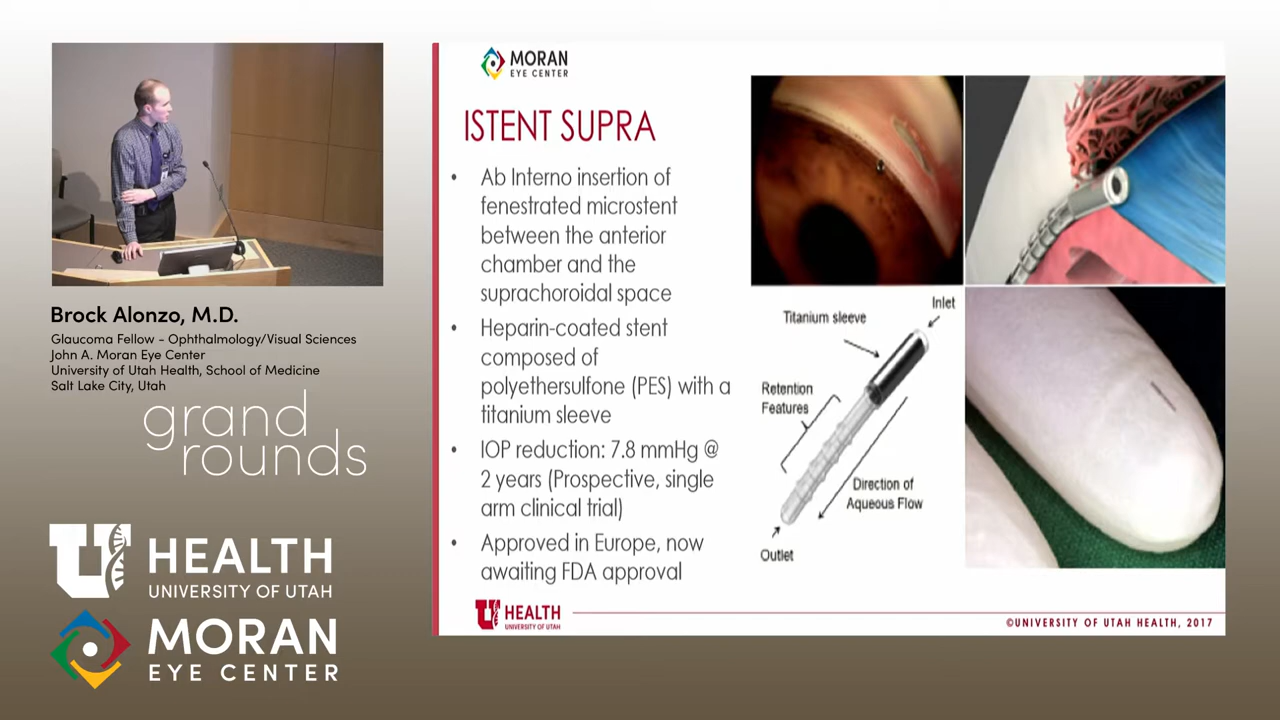 Brock Alonzo, M.D.
Glaucoma Fellow - Ophthalmology/Visual Sciences
John A. Moran Eye Center
University of Utah Health, School of Medicine
Salt Lake City, Utah
grand
rounds
U HEALTH
UNIVERSITY OF UTAH
MORAN
EYE CENTER
MORAN
EYE CENTER
ISTENT SUPRA
• Ab Interno insertion of
fenestrated microstent
between the anterior
chamber and the
suprachoroidal space
• Heparin-coated stent
composed of
polyethersulfone (PES) with a
titanium sleeve
• IOP reduction: 7.8 mmHg @
2 years (Prospective, single
arm clinical trial)
• Approved in Europe, now
awaiting FDA approval
Inlet
Titanium sleeve
Retention
Features
Direction of
Aqueous Flow
Outlet
U HEALTH
UNIVERSITY OF UTAH
©UNIVERSITY OF UTAH HEALTH, 2017